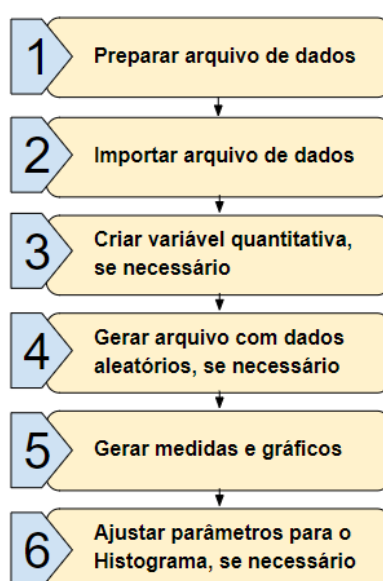 1
Preparar arquivo de dados
2
Importar arquivo de dados
3
Criar variável quantitativa,
se necessário
4
Gerar arquivo com dados
aleatórios, se necessário
5
Gerar medidas e gráficos
6
Ajustar parâmetros para o
Histograma, se necessário